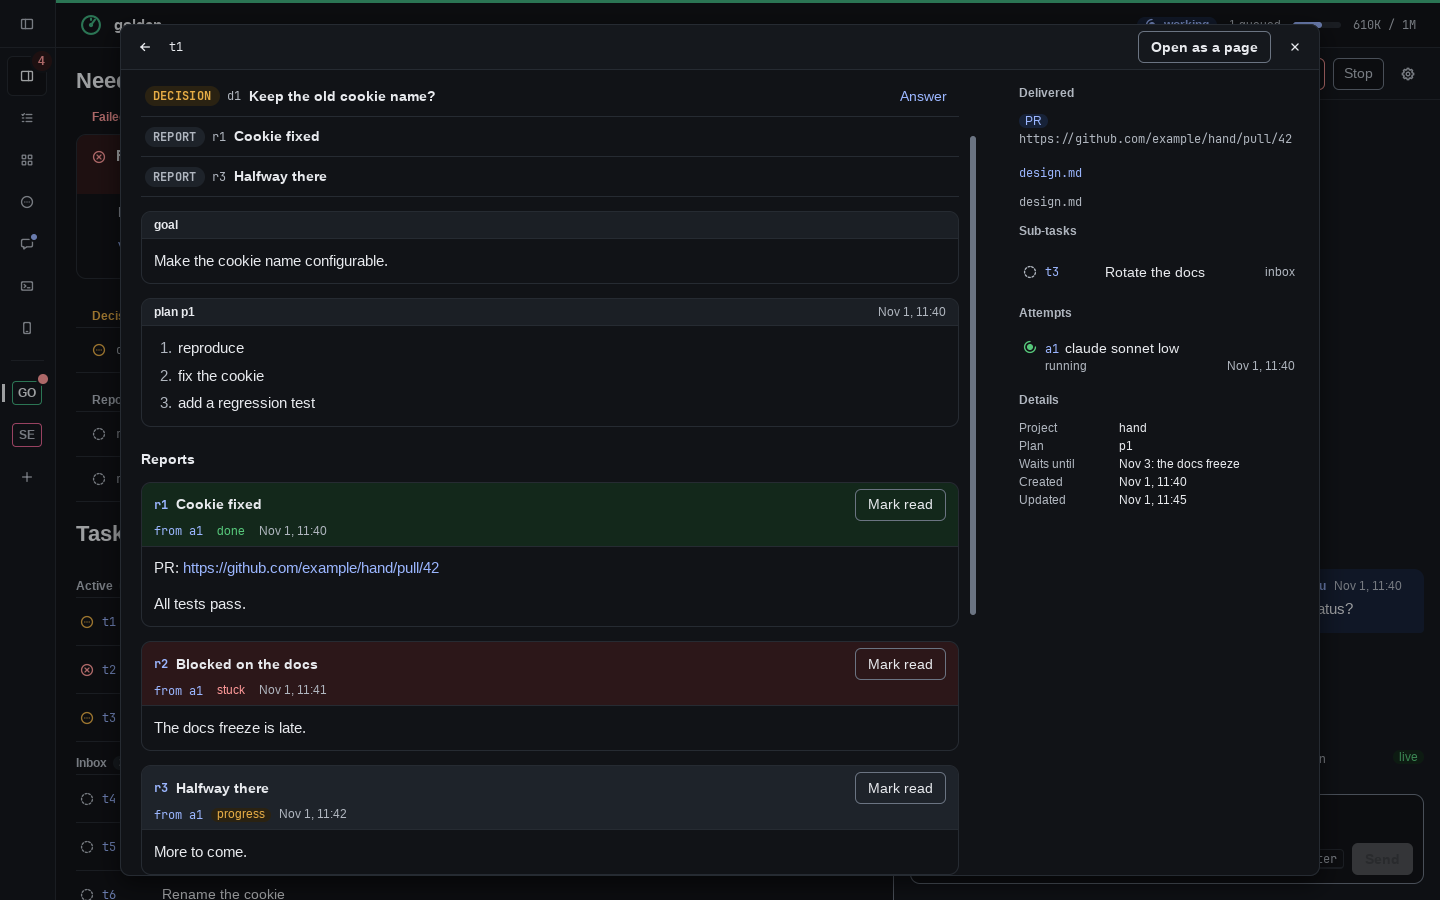 golden
working
1 queued
610K / 1M
t1
Open as a page
Stop
4
Need
DECISION d1 Keep the old cookie name?
Answer
REPORT r1 Cookie fixed
REPORT r3 Halfway there
goal
Make the cookie name configurable.
plan p1
Nov 1, 11:40
1. reproduce
2. fix the cookie
3. add a regression test
Reports
r1 Cookie fixed
Mark read
from a1 done Nov 1, 11:40
PR: https://github.com/example/hand/pull/42
All tests pass.
r2 Blocked on the docs
Mark read
from a1 stuck Nov 1, 11:41
The docs freeze is late.
r3 Halfway there
Mark read
from a1 progress Nov 1, 11:42
More to come.
Delivered
PR
https://github.com/example/hand/pull/42
design.md
design.md
Sub-tasks
t3 Rotate the docs inbox
Attempts
a1 claude sonnet low
running Nov 1, 11:40
Details
Project hand
Plan p1
Waits until Nov 3: the docs freeze
Created Nov 1, 11:40
Updated Nov 1, 11:45
GO
SE
Task
Active
t1
t2
t3
Inbox
t4
t5
t6 Rename the cookie
Nov 1, 11:40
live
Send